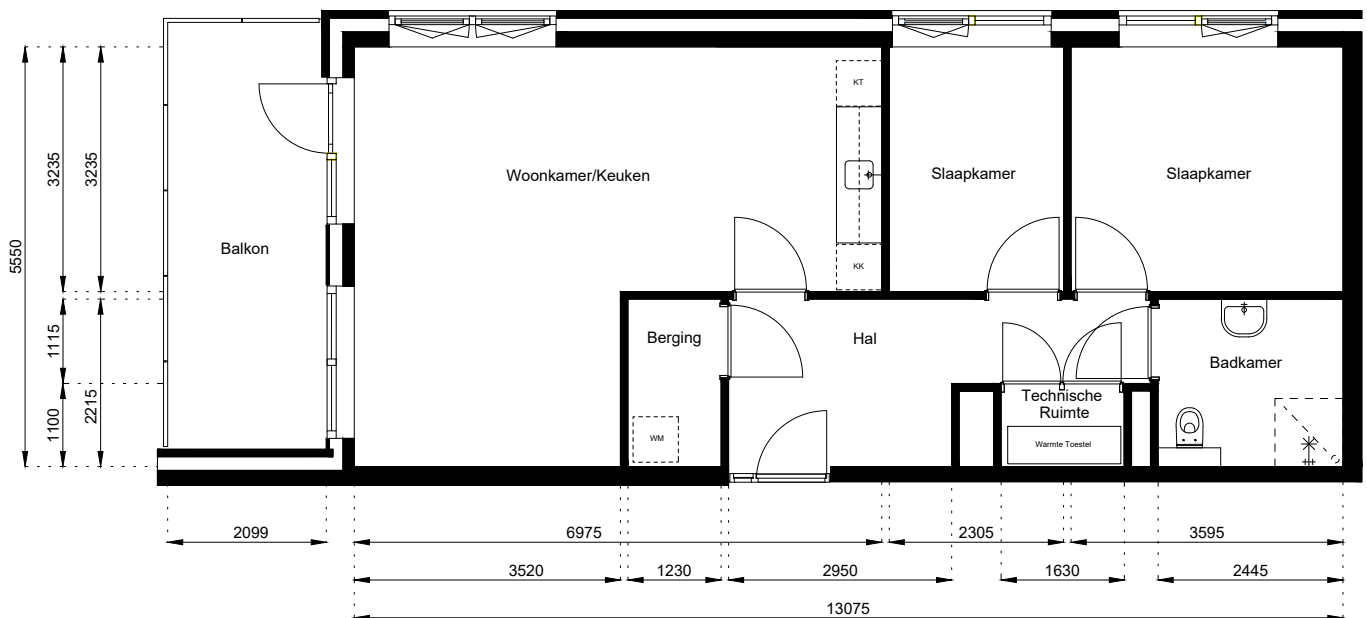 KT
Woonkamer/Keuken
Slaapkamer
Slaapkamer
Balkon
KK
Berging
Hal
Badkamer
Technische
Ruimte
WM
Warmte Toestel
5550
3235
3235
1115
1100
2215
2099
6975
2305
3595
3520
1230
2950
1630
2445
13075